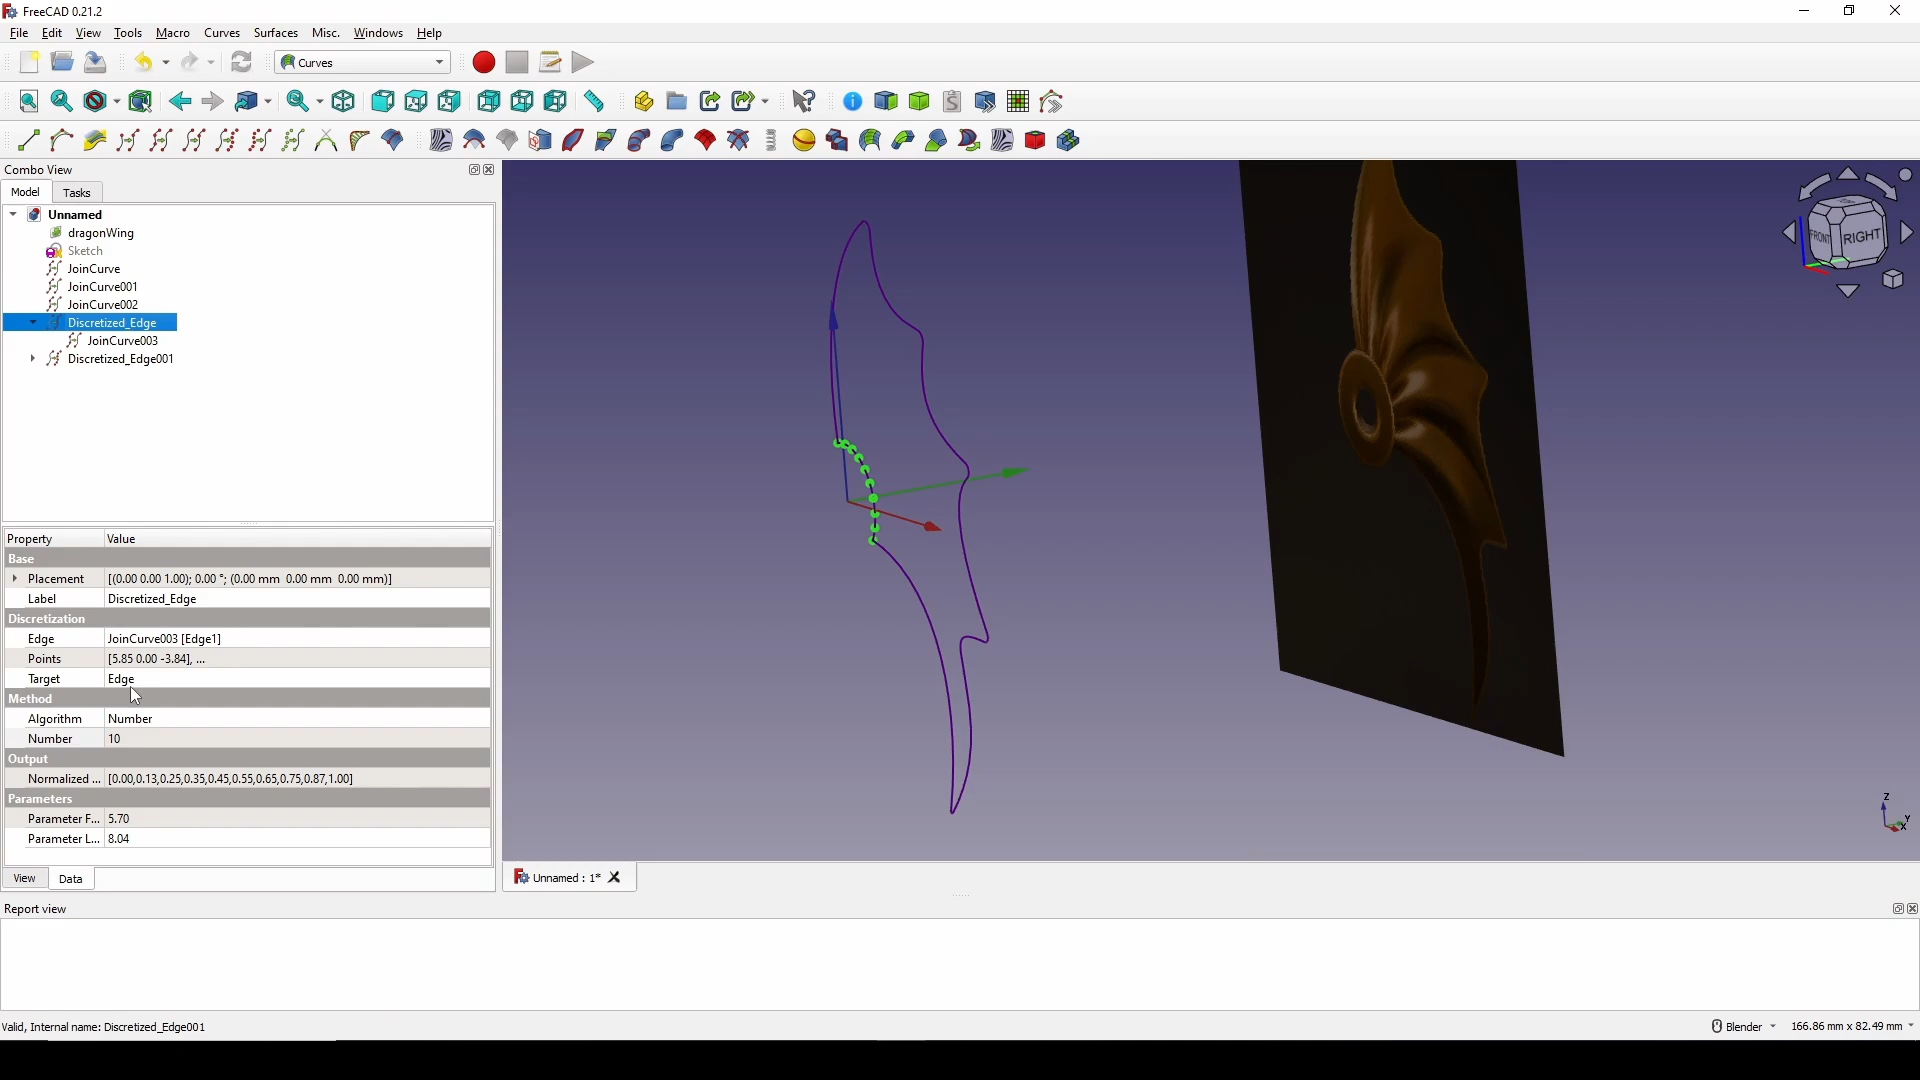 FreeCAD 0.21.2
File Edit View Tools Macro Curves Surfaces Misc. Windows Help
Curves
Combo View
Model Tasks
Unnamed
dragonWing
Sketch
JoinCurve
JoinCurve001
JoinCurve002
Discretized_Edge
JoinCurve003
Discretized_Edge001
Property Value
Base
Placement [(0.00 0.00 1.00); 0.00 °; (0.00 mm 0.00 mm 0.00 mm)]
Label Discretized_Edge
Discretization
Edge JoinCurve003 [Edge1]
Points [5.85 0.00 -3.84], ...
Target Edge
Method
Algorithm Number
Number 10
Output
Normalized ... [0.00,0.13,0.25,0.35,0.45,0.55,0.65,0.75,0.87,1.00]
Parameters
Parameter F... 5.70
Parameter L... 8.04
View Data
FRONT RIGHT
Z
Y
X
Unnamed : 1*
Report view
Valid, Internal name: Discretized_Edge001
Blender 166.86 mm x 82.49 mm